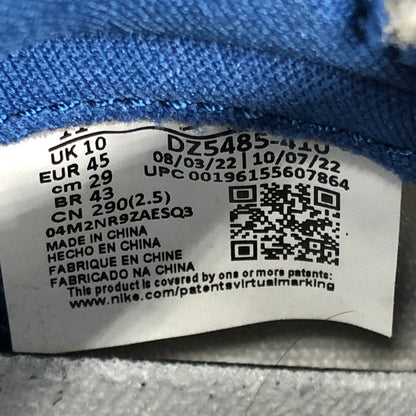 DZ5485-410
UK 10
08/03/22 | 10/07/22
EUR 45
UPC 00196155607864
cm 29
BR 43
CN 290(2.5)
04M2NR9ZAESQ3
MADE IN CHINA
HECHO EN CHINA
FABRIQUE EN CHINE
FABRICADO NA CHINA
This product is covered by one or more patents:
www.nike.com/patentsvirtualmarking